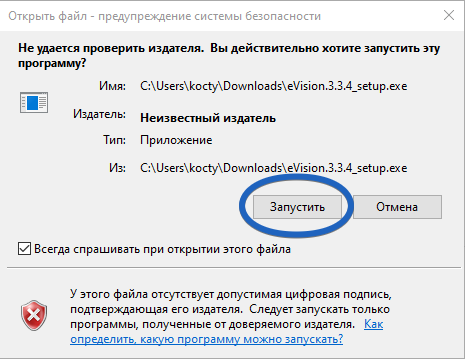 Открыть файл - предупреждение системы безопасности
Не удается проверить издателя. Вы действительно хотите запустить эту
программу?
Имя: C:\Users\kocty\Downloads\eVision.3.3.4_setup.exe
Издатель: Неизвестный издатель
Тип: Приложение
Из: C:\Users\kocty\Downloads\eVision.3.3.4_setup.exe
Запустить Отмена
Всегда спрашивать при открытии этого файла
У этого файла отсутствует допустимая цифровая подпись,
подтверждающая его издателя. Следует запускать только
программы, полученные от доверяемого издателя. Как
определить, какую программу можно запускать?